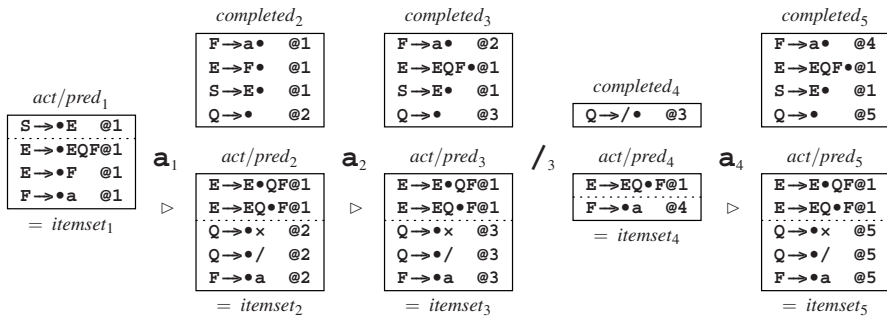 act/pred₁
S→•E @1
E→•EQF@1
E→•F @1
F→•a @1
= itemset₁
a₁
▷
completed₂
F→a• @1
E→F• @1
S→E• @1
Q→• @2
act/pred₂
E→E•QF@1
E→EQ•F@1
Q→•× @2
Q→•/ @2
F→•a @2
= itemset₂
a₂
▷
completed₃
F→a• @2
E→EQF•@1
S→E• @1
Q→• @3
act/pred₃
E→E•QF@1
E→EQ•F@1
Q→•× @3
Q→•/ @3
F→•a @3
= itemset₃
/₃
completed₄
Q→/• @3
act/pred₄
E→EQ•F@1
F→•a @4
= itemset₄
a₄
▷
completed₅
F→a• @4
E→EQF•@1
S→E• @1
Q→• @5
act/pred₅
E→E•QF@1
E→EQ•F@1
Q→•× @5
Q→•/ @5
F→•a @5
= itemset₅